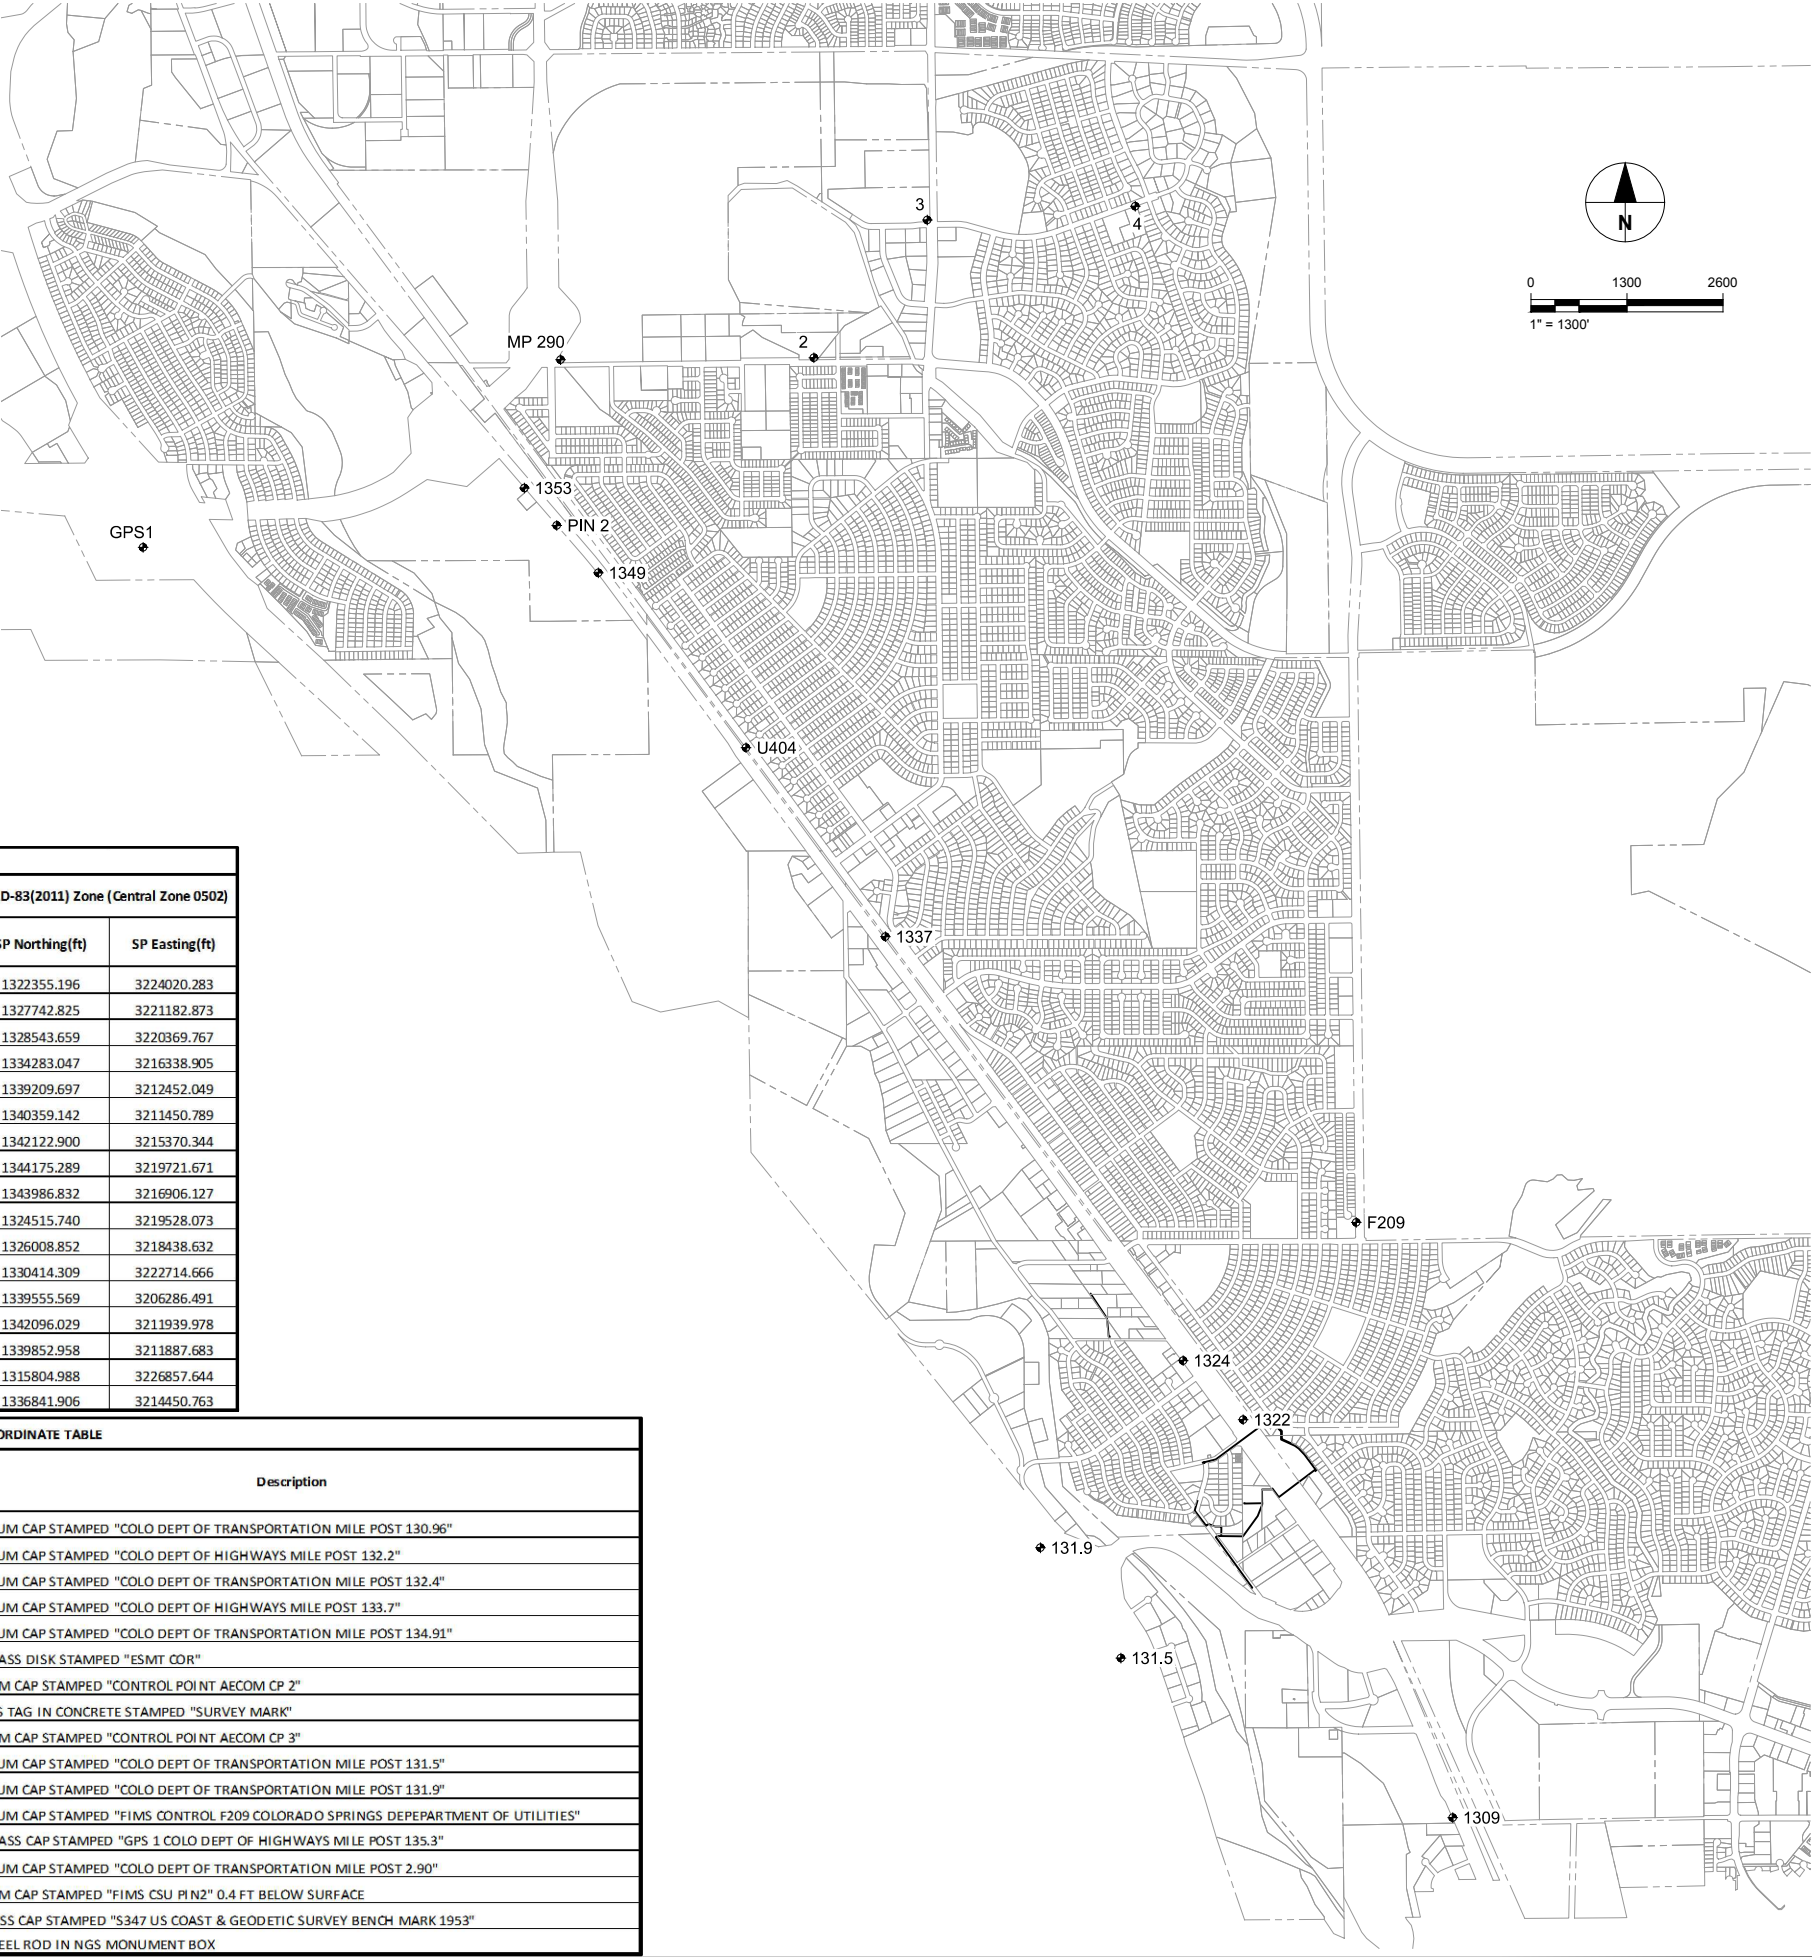 3
4
N
0 1300 2600
1" = 1300'
MP 290
2
1353
PIN 2
GPS1
1349
U404
1337
F209
1324
1322
131.9
131.5
1309
D-83(2011) Zone (Central Zone 0502)
SP Northing(ft) SP Easting(ft)
1322355.196 3224020.283
1327742.825 3221182.873
1328543.659 3220369.767
1334283.047 3216338.905
1339209.697 3212452.049
1340359.142 3211450.789
1342122.900 3215370.344
1344175.289 3219721.671
1343986.832 3216906.127
1324515.740 3219528.073
1326008.852 3218438.632
1330414.309 3222714.666
1339555.569 3206286.491
1342096.029 3211939.978
1339852.958 3211887.683
1315804.988 3226857.644
1336841.906 3214450.763
ORDINATE TABLE
Description
UM CAP STAMPED "COLO DEPT OF TRANSPORTATION MILE POST 130.96"
UM CAP STAMPED "COLO DEPT OF HIGHWAYS MILE POST 132.2"
UM CAP STAMPED "COLO DEPT OF TRANSPORTATION MILE POST 132.4"
UM CAP STAMPED "COLO DEPT OF HIGHWAYS MILE POST 133.7"
UM CAP STAMPED "COLO DEPT OF TRANSPORTATION MILE POST 134.91"
ASS DISK STAMPED "ESMT COR"
M CAP STAMPED "CONTROL POINT AECOM CP 2"
S TAG IN CONCRETE STAMPED "SURVEY MARK"
M CAP STAMPED "CONTROL POINT AECOM CP 3"
UM CAP STAMPED "COLO DEPT OF TRANSPORTATION MILE POST 131.5"
UM CAP STAMPED "COLO DEPT OF TRANSPORTATION MILE POST 131.9"
UM CAP STAMPED "FIMS CONTROL F209 COLORADO SPRINGS DEPEPARTMENT OF UTILITIES"
ASS CAP STAMPED "GPS 1 COLO DEPT OF HIGHWAYS MILE POST 135.3"
UM CAP STAMPED "COLO DEPT OF TRANSPORTATION MILE POST 2.90"
M CAP STAMPED "FIMS CSU PIN2" 0.4 FT BELOW SURFACE
SS CAP STAMPED "S347 US COAST & GEODETIC SURVEY BENCH MARK 1953"
EEL ROD IN NGS MONUMENT BOX